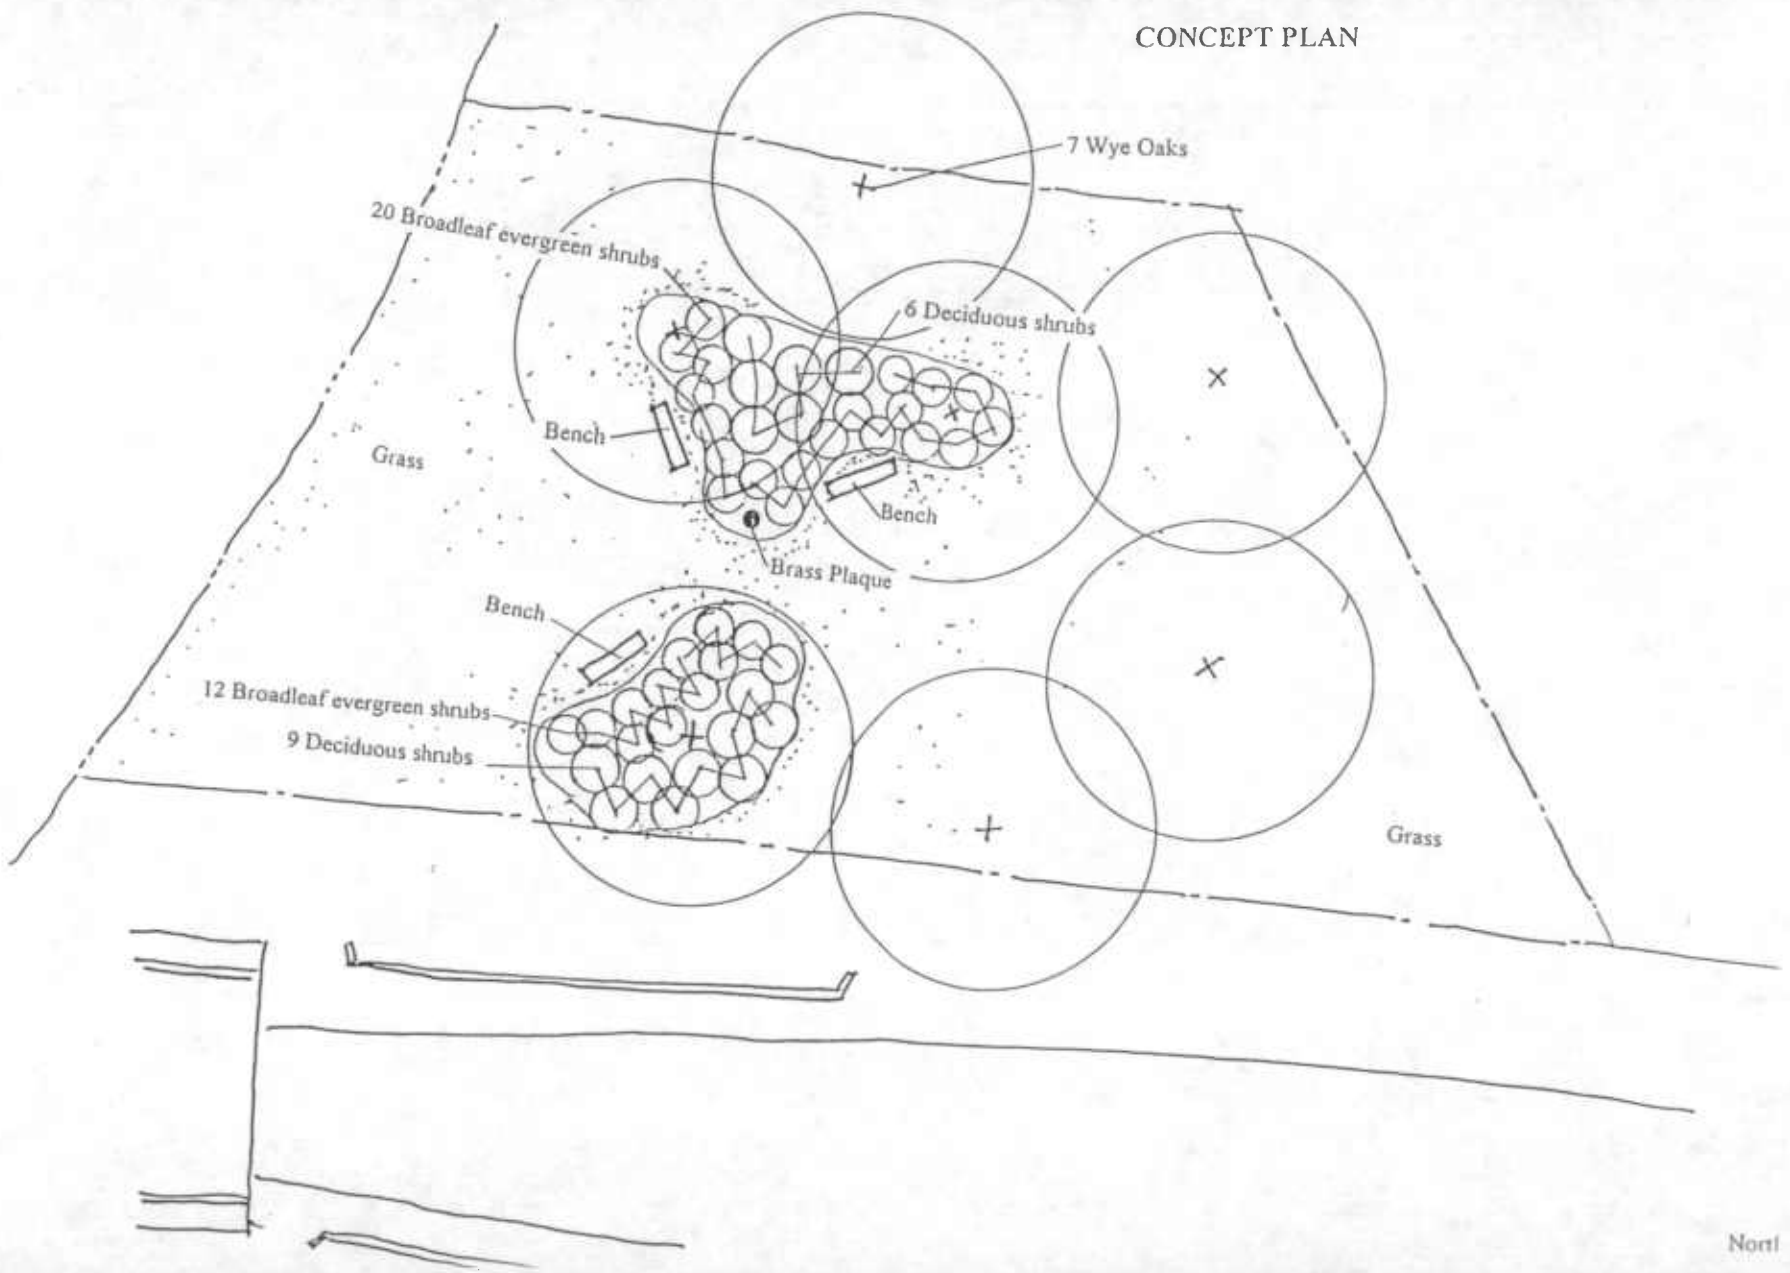 CONCEPT PLAN
7 Wye Oaks
20 Broadleaf evergreen shrubs
6 Deciduous shrubs
Bench
Grass
Bench
Brass Plaque
Bench
12 Broadleaf evergreen shrubs
9 Deciduous shrubs
Grass